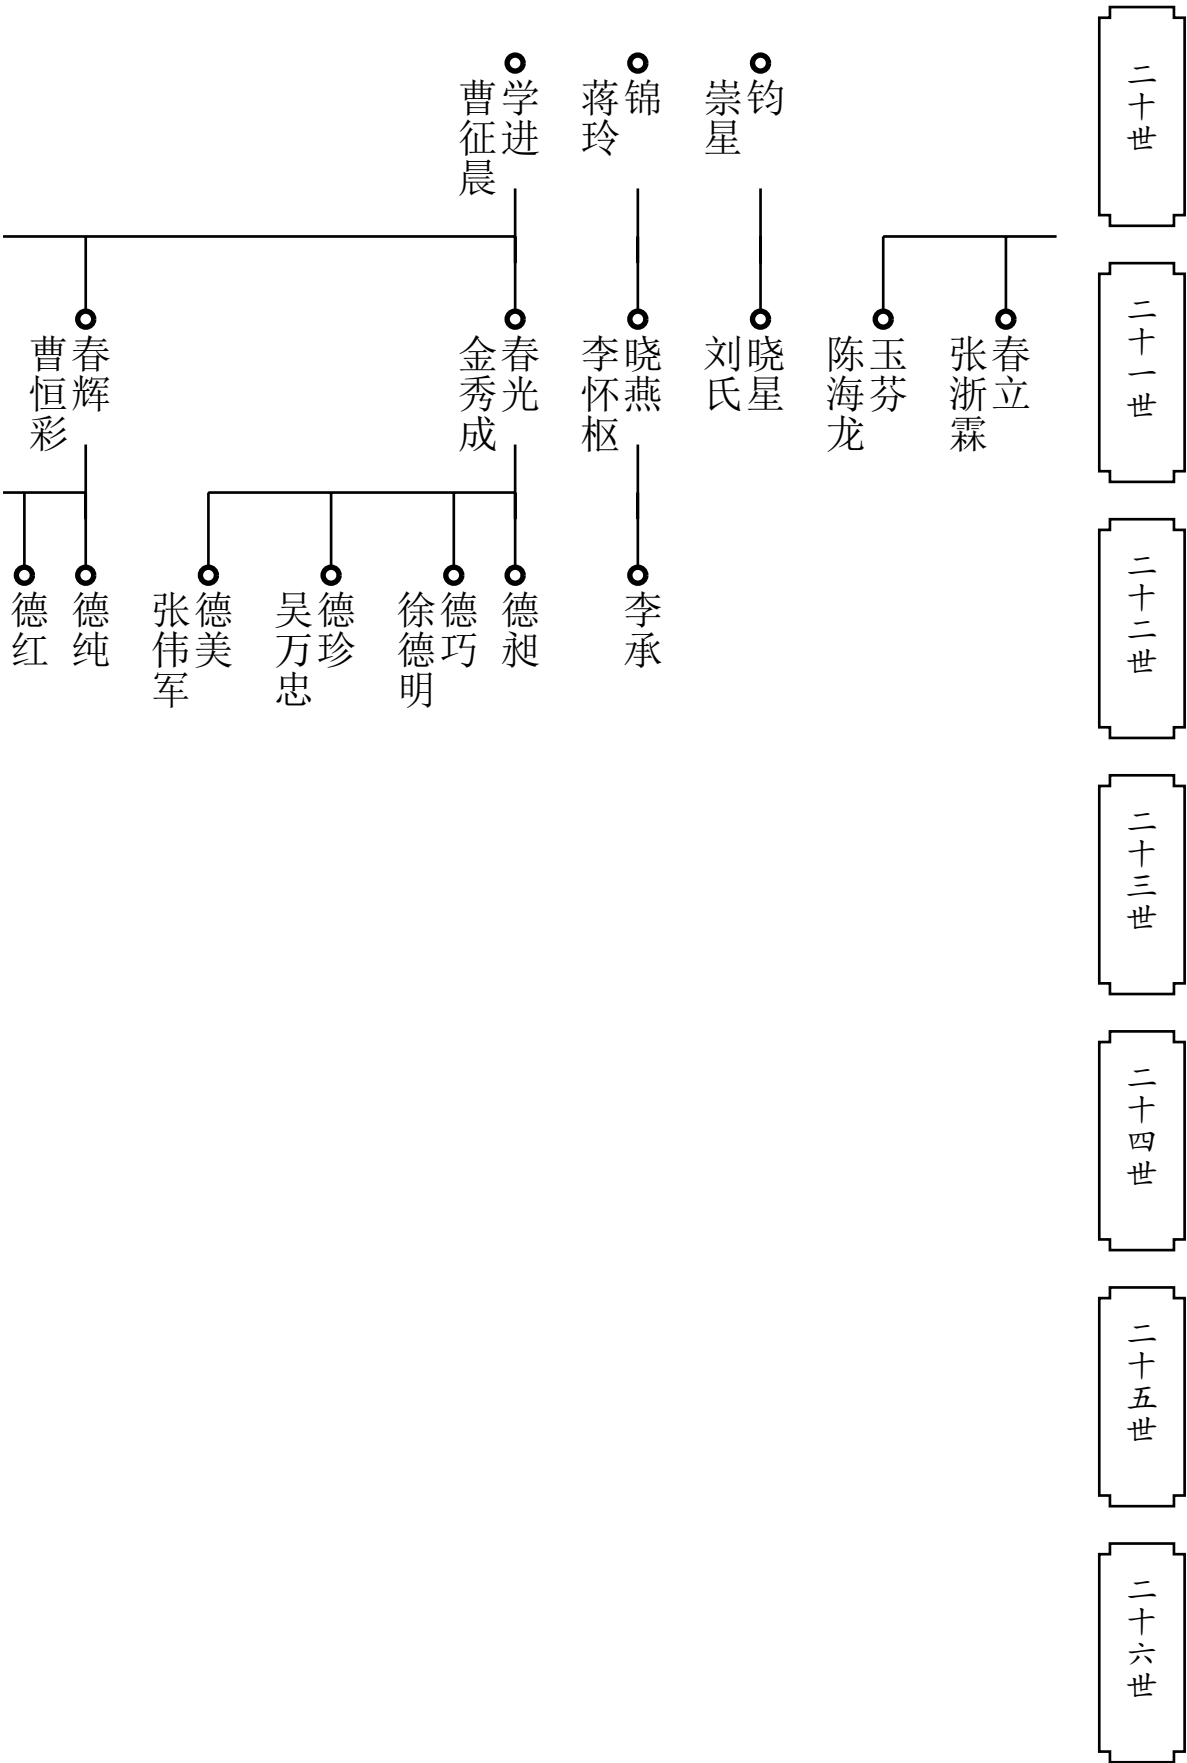 二十世
钧
崇星
锦
蒋玲
学进
曹征晨
二十一世
春立
张浙霖
玉芬
陈海龙
晓星
刘氏
晓燕
李怀枢
春光
金秀成
春辉
曹恒彩
二十二世
李承
德昶
德巧
徐德明
德珍
吴万忠
德美
张伟军
德纯
德红
二十三世
二十四世
二十五世
二十六世